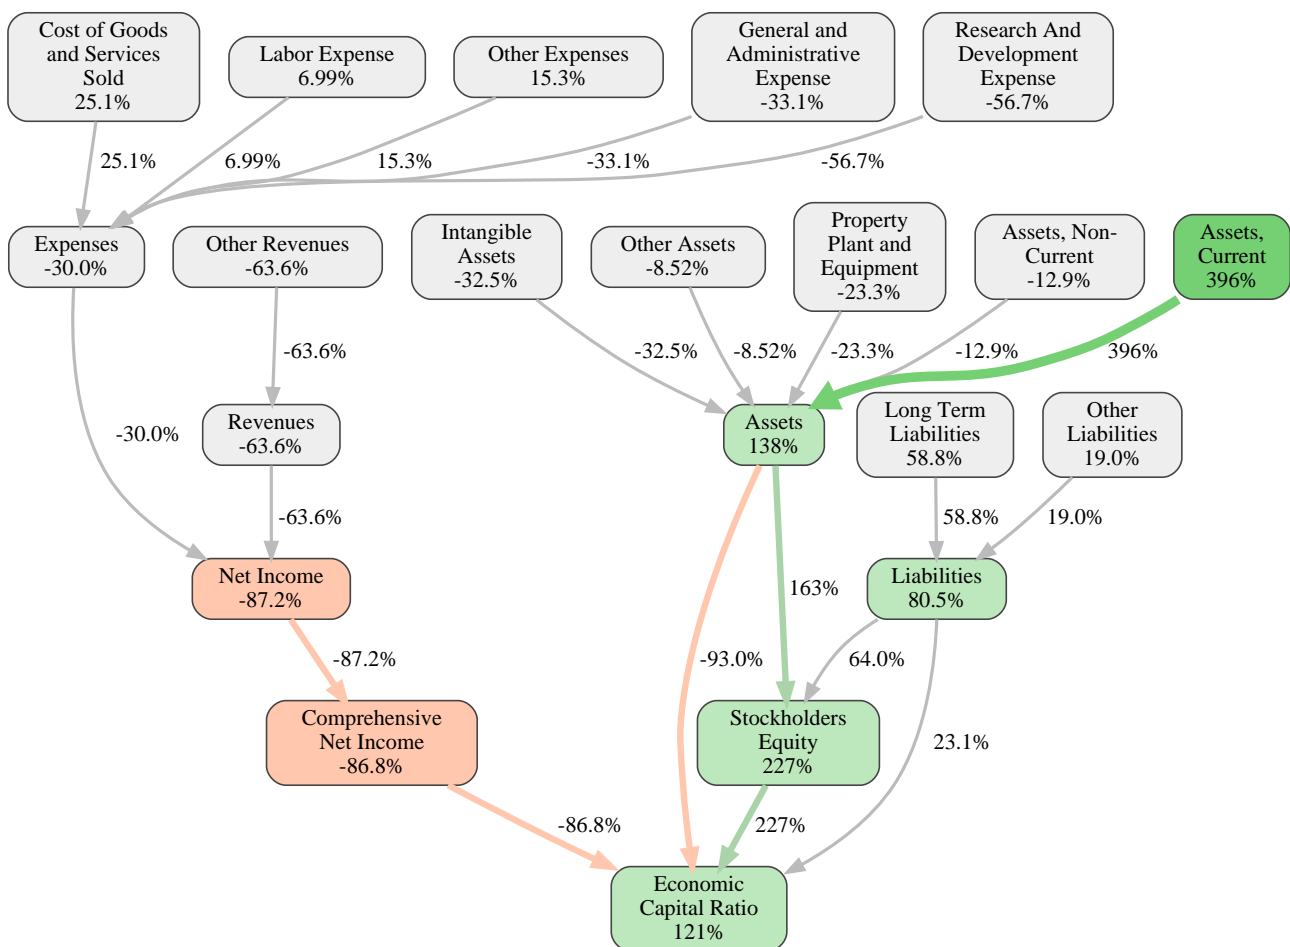 Cost of Goods
and Services
Sold
25.1%
Labor Expense
6.99%
Other Expenses
15.3%
General and
Administrative
Expense
-33.1%
Research And
Development
Expense
-56.7%
25.1%
6.99%
15.3%
-33.1%
-56.7%
Expenses
-30.0%
Other Revenues
-63.6%
Intangible
Assets
-32.5%
Other Assets
-8.52%
Property
Plant and
Equipment
-23.3%
Assets, Non-
Current
-12.9%
Assets,
Current
396%
-63.6%
-32.5%
-8.52%
-23.3%
-12.9%
396%
-30.0%
Revenues
-63.6%
Assets
138%
Long Term
Liabilities
58.8%
Other
Liabilities
19.0%
-63.6%
58.8%
19.0%
Net Income
-87.2%
163%
Liabilities
80.5%
-87.2%
-93.0%
64.0%
Comprehensive
Net Income
-86.8%
Stockholders
Equity
227%
23.1%
-86.8%
227%
Economic
Capital Ratio
121%